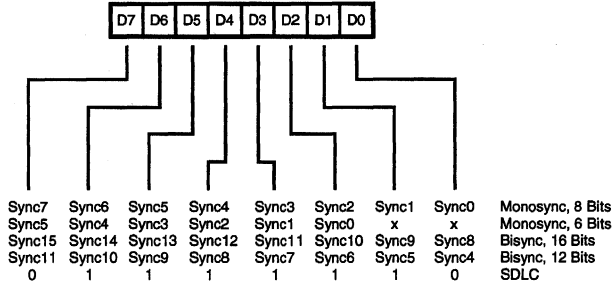 D7 D6 D5 D4 D3 D2 D1 D0
Sync7 Sync6 Sync5 Sync4 Sync3 Sync2 Sync1 Sync0 Monosync, 8 Bits
Sync5 Sync4 Sync3 Sync2 Sync1 Sync0 x x Monosync, 6 Bits
Sync15 Sync14 Sync13 Sync12 Sync11 Sync10 Sync9 Sync8 Bisync, 16 Bits
Sync11 Sync10 Sync9 Sync8 Sync7 Sync6 Sync5 Sync4 Bisync, 12 Bits
0 1 1 1 1 1 1 0 SDLC